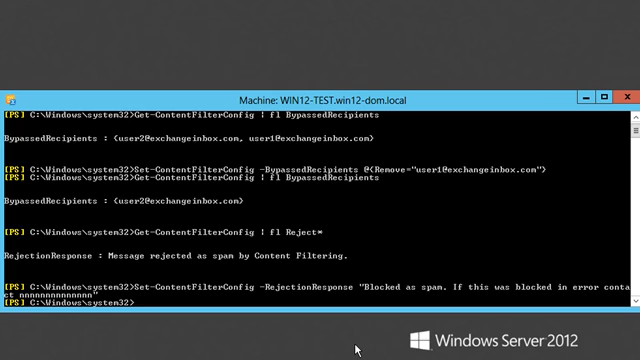 Machine: WIN12-TEST.win12-dom.local
[PS] C:\Windows\system32>Get-ContentFilterConfig | fl BypassedRecipients
BypassedRecipients : {user2@exchangeinbox.com, user1@exchangeinbox.com}
[PS] C:\Windows\system32>Set-ContentFilterConfig -BypassedRecipients @{Remove="user1@exchangeinbox.com"}
[PS] C:\Windows\system32>Get-ContentFilterConfig | fl BypassedRecipients
BypassedRecipients : {user2@exchangeinbox.com}
[PS] C:\Windows\system32>Get-ContentFilterConfig | fl Reject*
RejectionResponse : Message rejected as spam by Content Filtering.
[PS] C:\Windows\system32>Set-ContentFilterConfig -RejectionResponse "Blocked as spam. If this was blocked in error conta
ct nnnnnnnnnnnnnn"
[PS] C:\Windows\system32>
Windows Server 2012